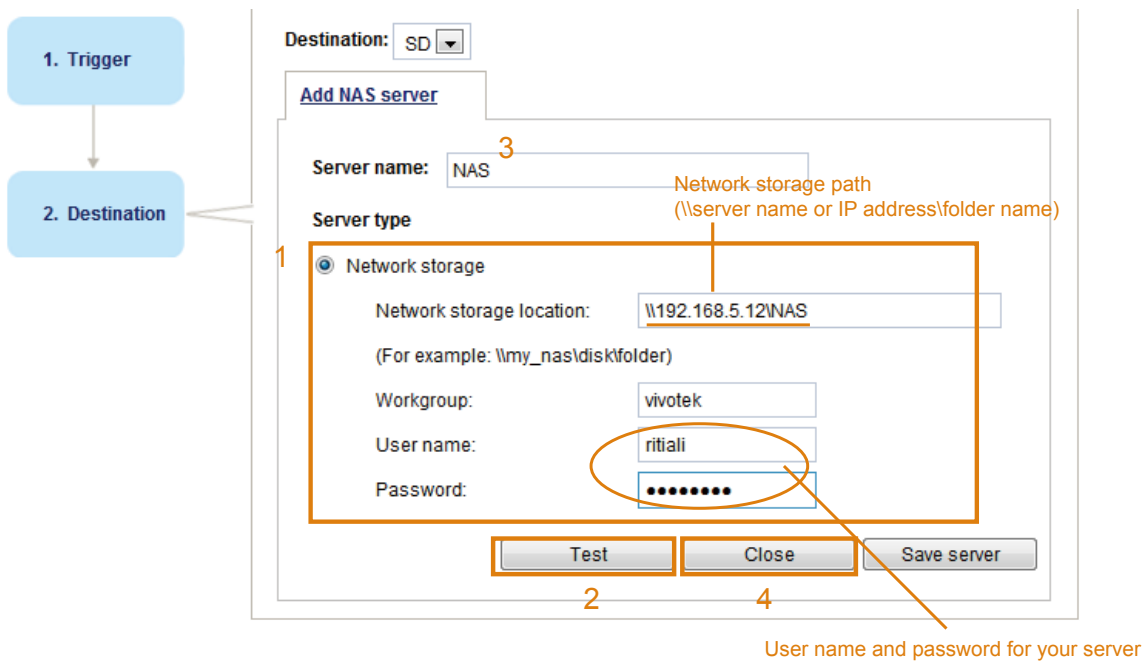 1. Trigger
2. Destination
Destination: SD
Add NAS server
3
Server name: NAS
Network storage path
(\\server name or IP address\folder name)
Server type
1
Network storage
Network storage location: \\192.168.5.12\NAS
(For example: \\my_nas\disk\folder)
Workgroup: vivotek
User name: ritiali
Password: ●●●●●●●●
Test Close Save server
2 4
User name and password for your server